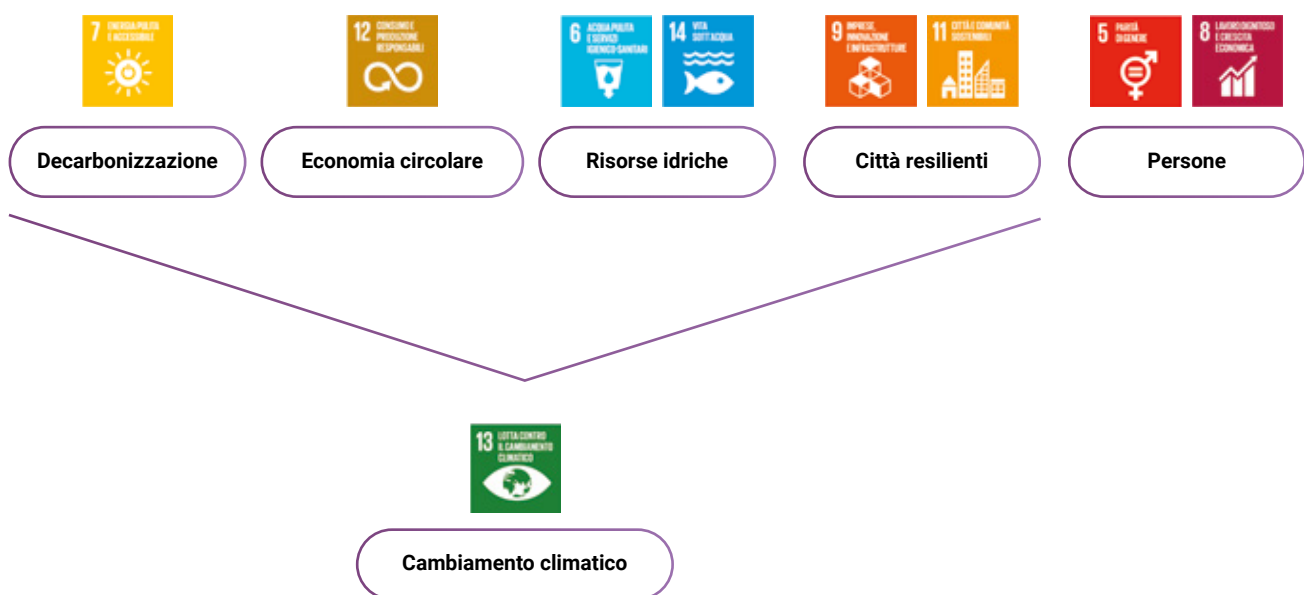 7 ENERGIA PULITA
E ACCESSIBILE
12 CONSUMO E
PRODUZIONE
RESPONSABILI
6 ACQUA PULITA
E SERVIZI
IGIENICO-SANITARI
14 VITA
SOTT'ACQUA
9 IMPRESE,
INNOVAZIONE
E INFRASTRUTTURE
11 CITTÀ E COMUNITÀ
SOSTENIBILI
5 PARITÀ
DI GENERE
8 LAVORO DIGNITOSO
E CRESCITA
ECONOMICA
Decarbonizzazione
Economia circolare
Risorse idriche
Città resilienti
Persone
13 LOTTA CONTRO
IL CAMBIAMENTO
CLIMATICO
Cambiamento climatico